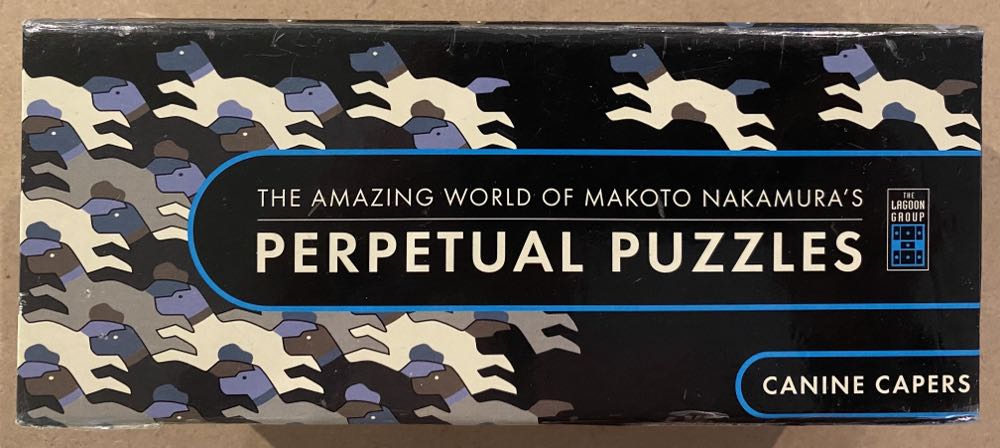 THE AMAZING WORLD OF MAKOTO NAKAMURA'S
PERPETUAL PUZZLES
THE
LAGOON
GROUP
CANINE CAPERS